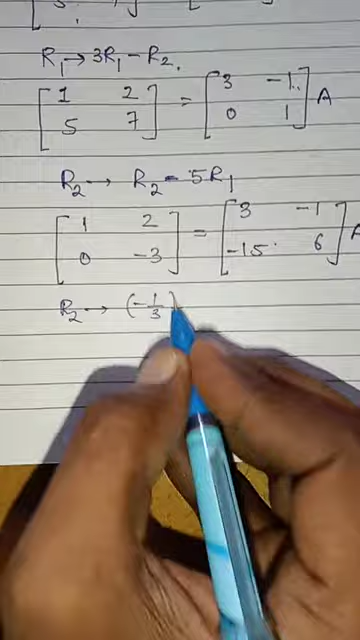 R₁ → 3R₁ - R₂.
[1 2] = [3 -1] A
[5 7] [0 1]
R₂ → R₂ - 5R₁
[1 2] = [3 -1] A
[0 -3] [-15 6]
R₂ → (-1/3)